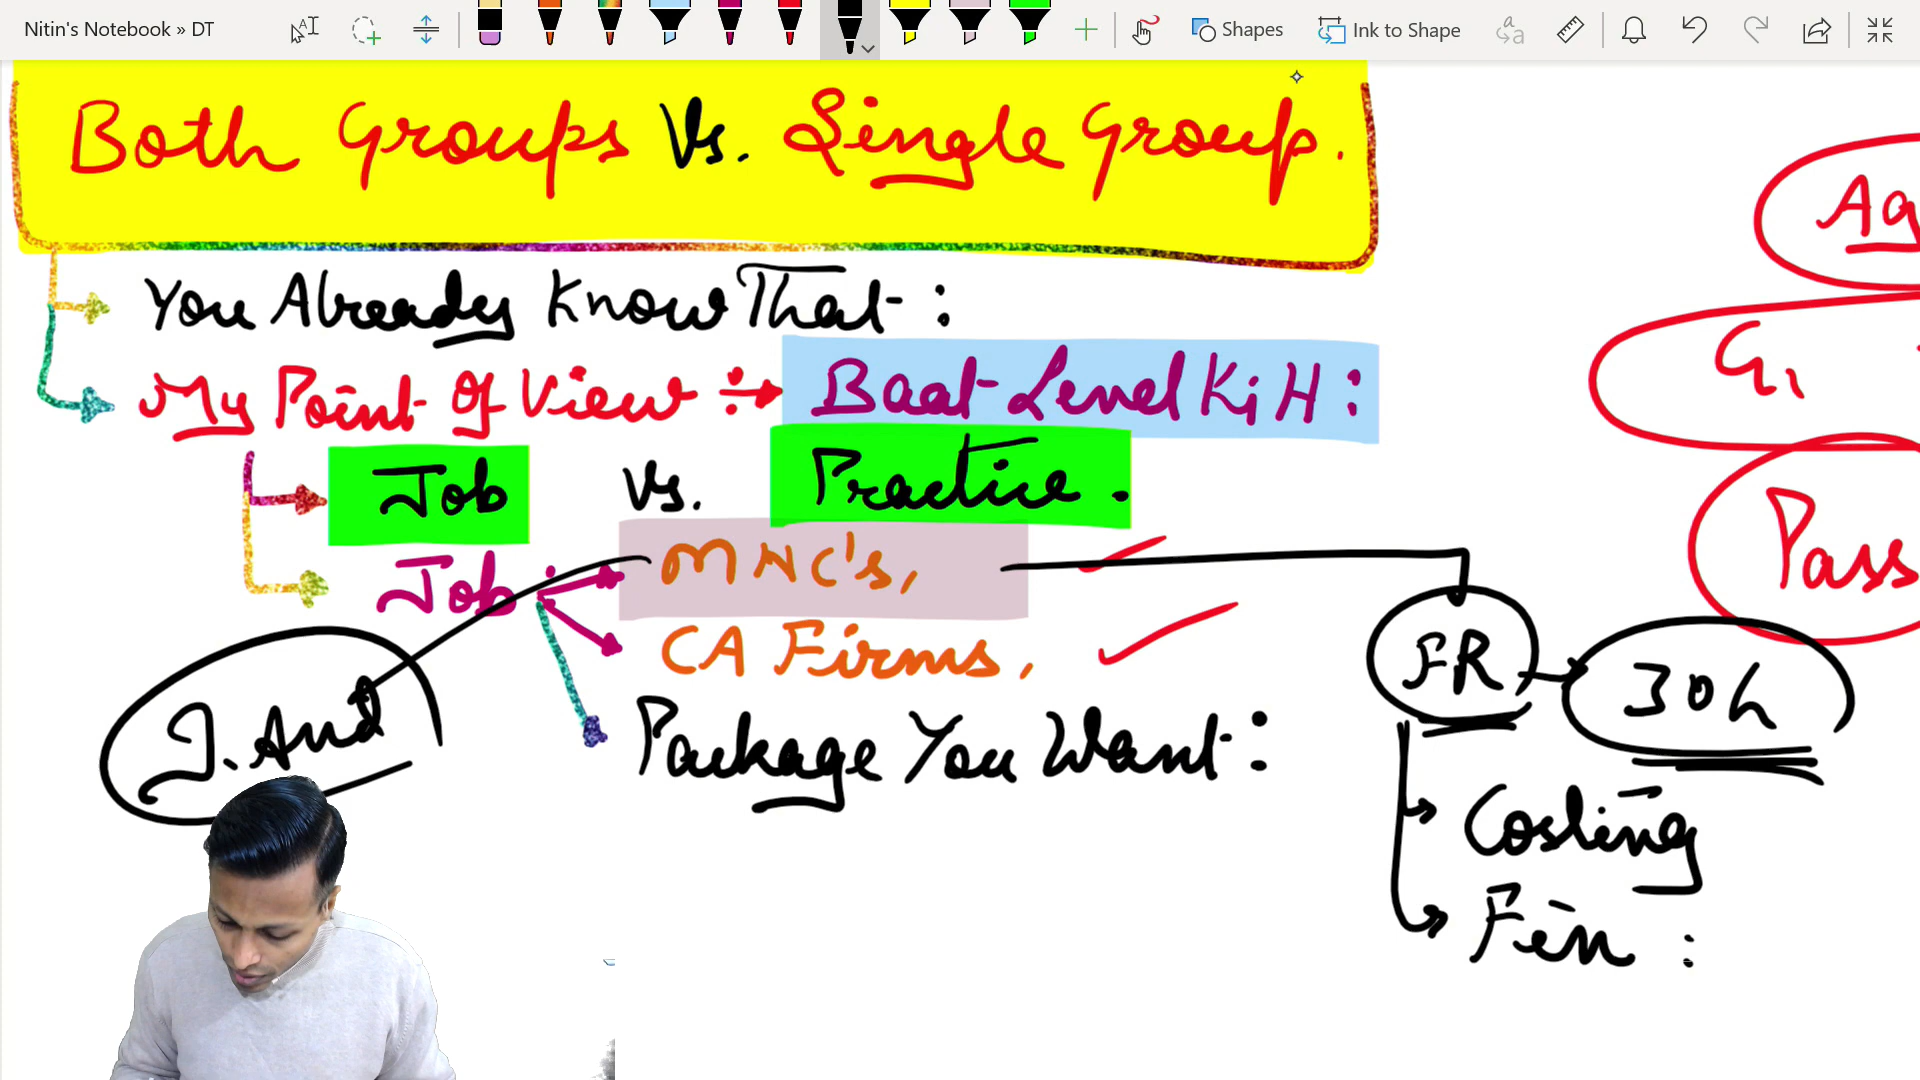 Nitin's Notebook » DT
Shapes
Ink to Shape
Both Groups Vs. Single Group.
You Already Know That :
My Point Of View ÷→ Baat Level Ki H :
Job Vs. Practice .
Job : MNC's,
CA Firms,
Package You Want :
I. Aud
FR
30h
Costing
Fin :
G1
Pass